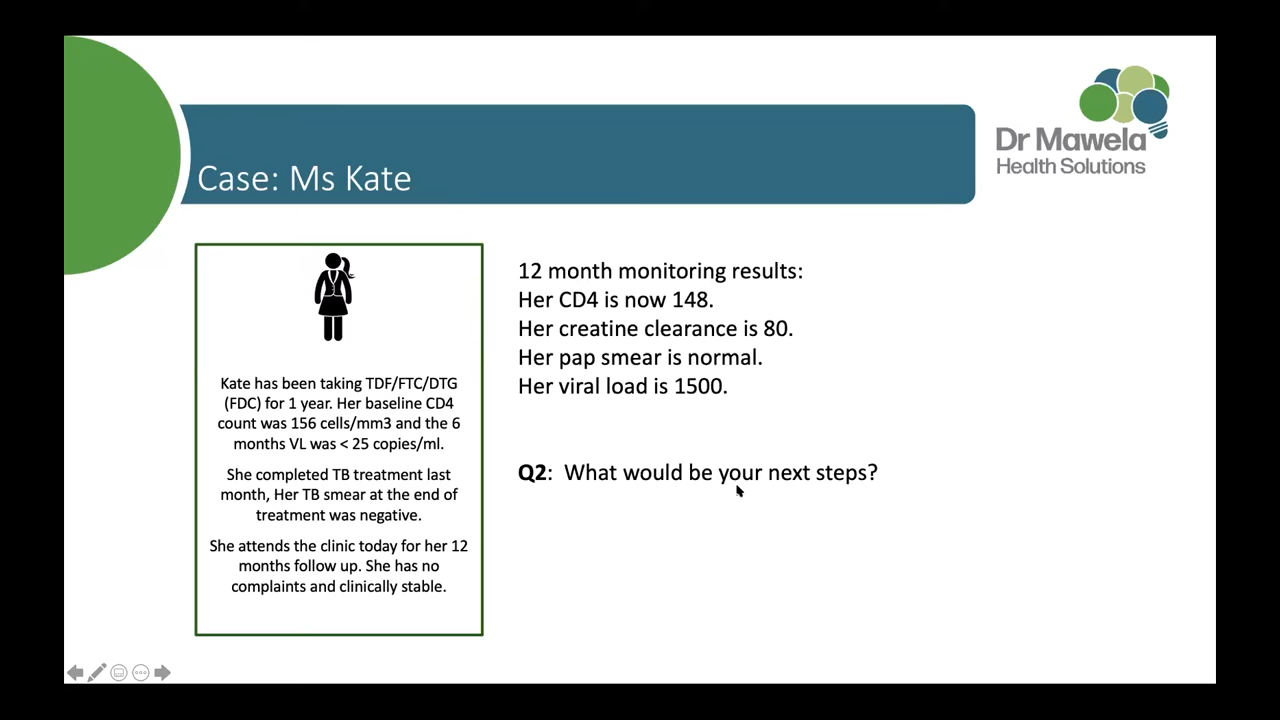 Dr Mawela
Health Solutions
Case: Ms Kate
Kate has been taking TDF/FTC/DTG
(FDC) for 1 year. Her baseline CD4
count was 156 cells/mm3 and the 6
months VL was < 25 copies/ml.
She completed TB treatment last
month, Her TB smear at the end of
treatment was negative.
She attends the clinic today for her 12
months follow up. She has no
complaints and clinically stable.
12 month monitoring results:
Her CD4 is now 148.
Her creatine clearance is 80.
Her pap smear is normal.
Her viral load is 1500.
Q2: What would be your next steps?